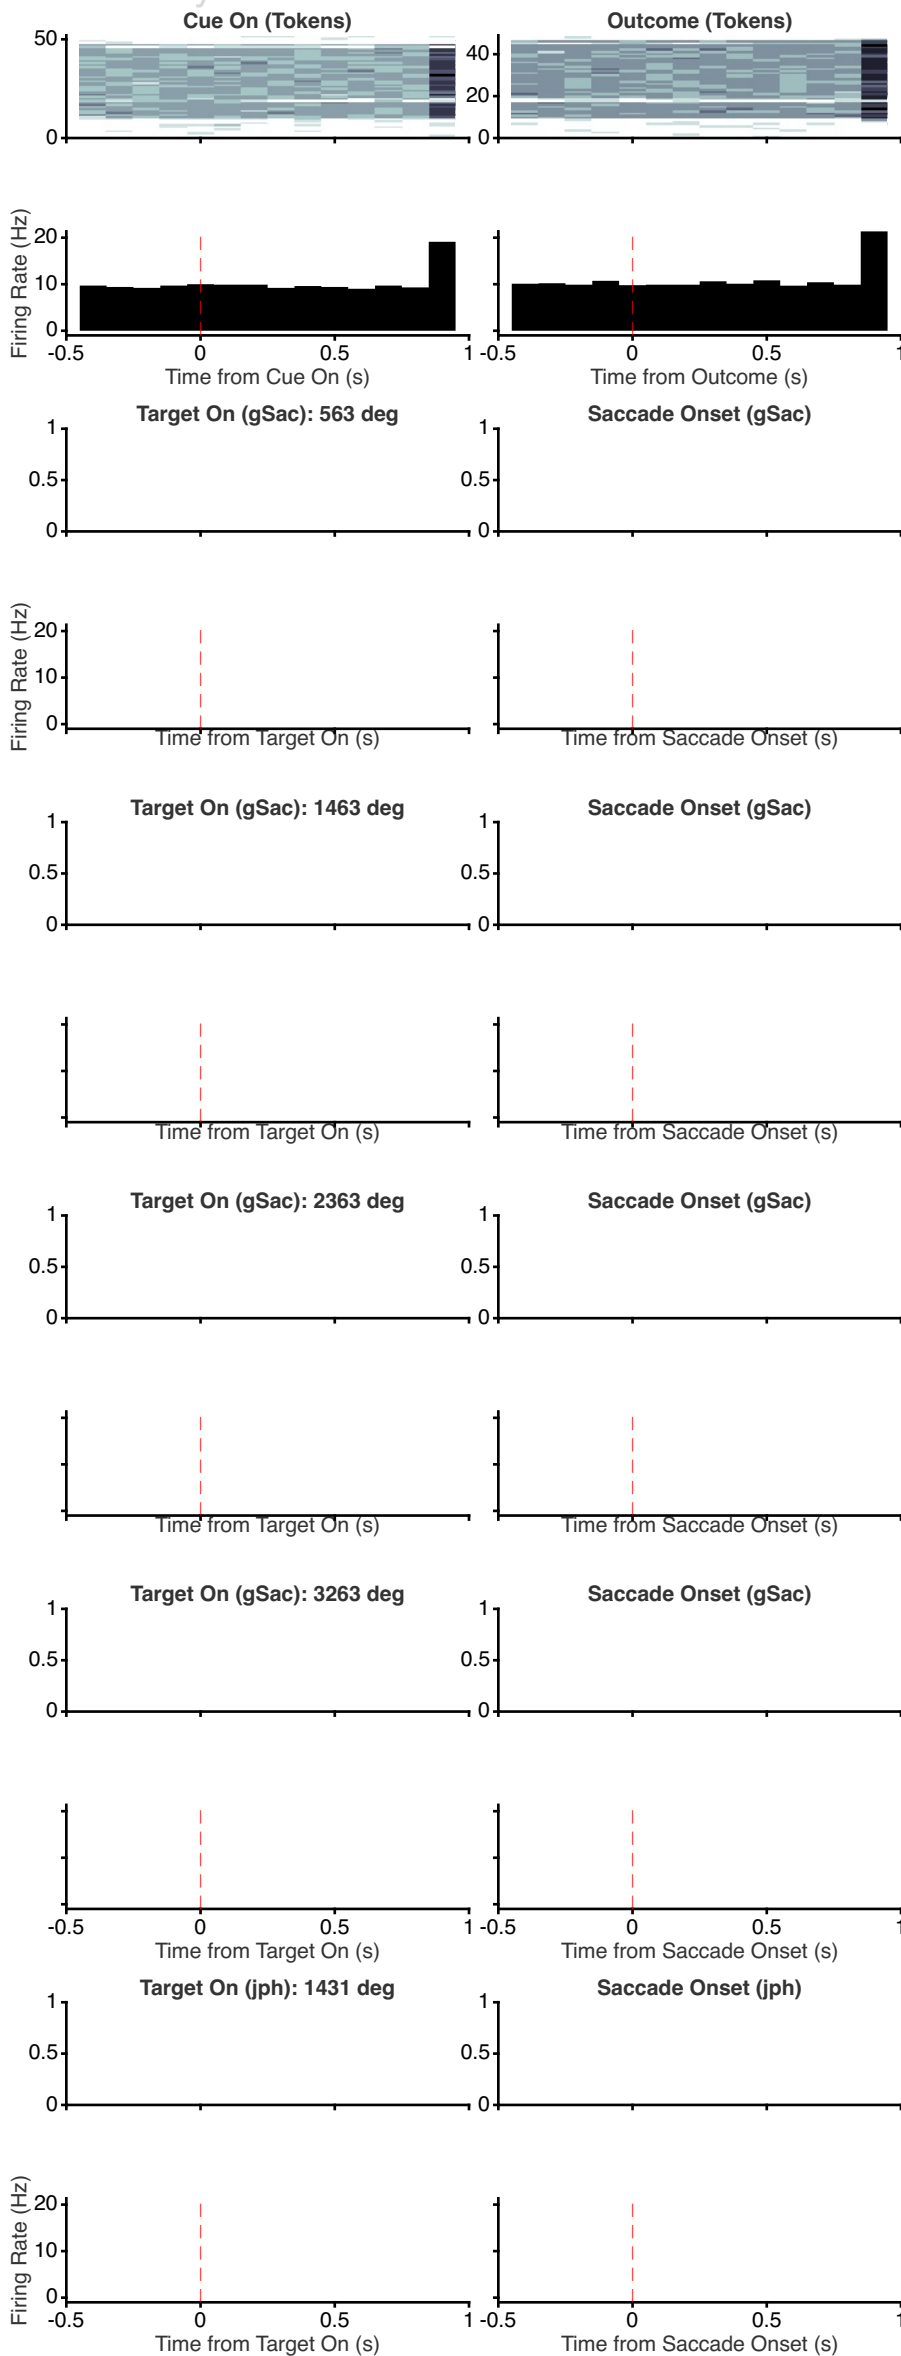 Cue On (Tokens) Outcome (Tokens)
50 40
20
0 0
Firing Rate (Hz)
20 20
10 10
0 0
-0.5 0 0.5 1 -0.5 0 0.5 1
Time from Cue On (s) Time from Outcome (s)
Target On (gSac): 563 deg Saccade Onset (gSac)
1 1
0.5 0.5
0 0
Firing Rate (Hz)
20
10
0
Time from Target On (s) Time from Saccade Onset (s)
Target On (gSac): 1463 deg Saccade Onset (gSac)
1 1
0.5 0.5
0 0
Time from Target On (s) Time from Saccade Onset (s)
Target On (gSac): 2363 deg Saccade Onset (gSac)
1 1
0.5 0.5
0 0
Time from Target On (s) Time from Saccade Onset (s)
Target On (gSac): 3263 deg Saccade Onset (gSac)
1 1
0.5 0.5
0 0
-0.5 0 0.5 1 -0.5 0 0.5 1
Time from Target On (s) Time from Saccade Onset (s)
Target On (jph): 1431 deg Saccade Onset (jph)
1 1
0.5 0.5
0 0
Firing Rate (Hz)
20
10
0
-0.5 0 0.5 1 -0.5 0 0.5 1
Time from Target On (s) Time from Saccade Onset (s)